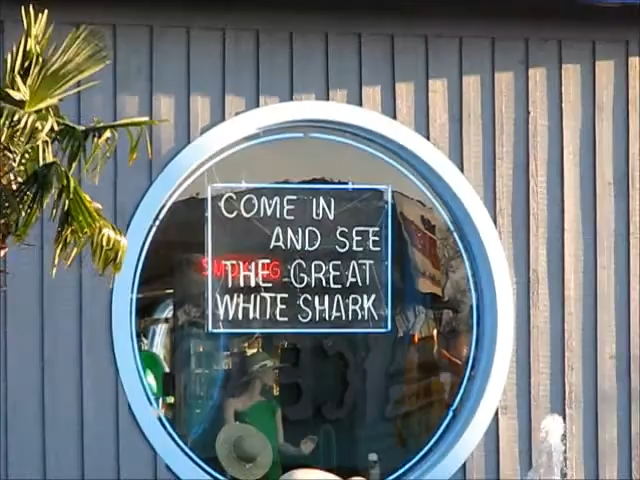 COME IN
AND SEE
SMOKING
THE GREAT
WHITE SHARK